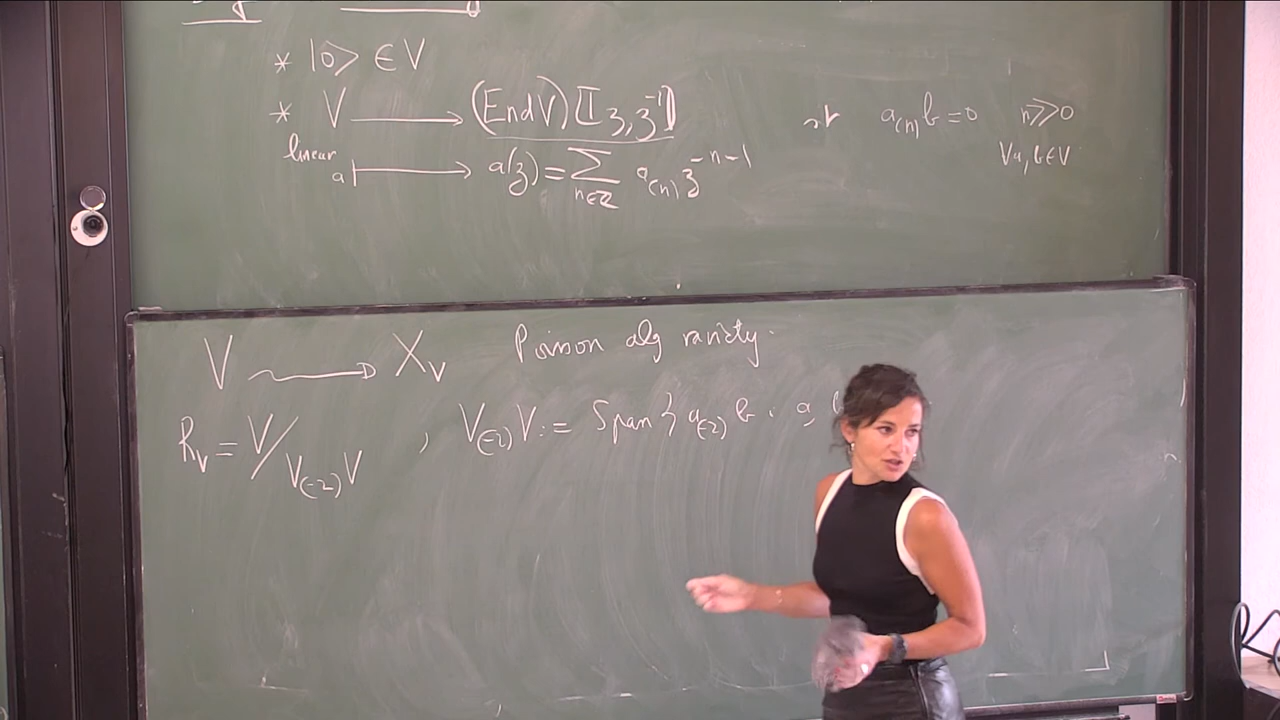 * |0> ∈ V
* V ⟶ (End V)[[z, z⁻¹]] st a₍ₙ₎b = 0 n ≫ 0
linear a ⟼ a(z) = ∑_{n∈ℤ} a₍ₙ₎ z^{-n-1} ∀a, b ∈ V
V ⇝ X_V Poisson alg variety.
R_V = V/V₍₋₂₎V , V₍₋₂₎V := Span { a₍₋₂₎b , a,